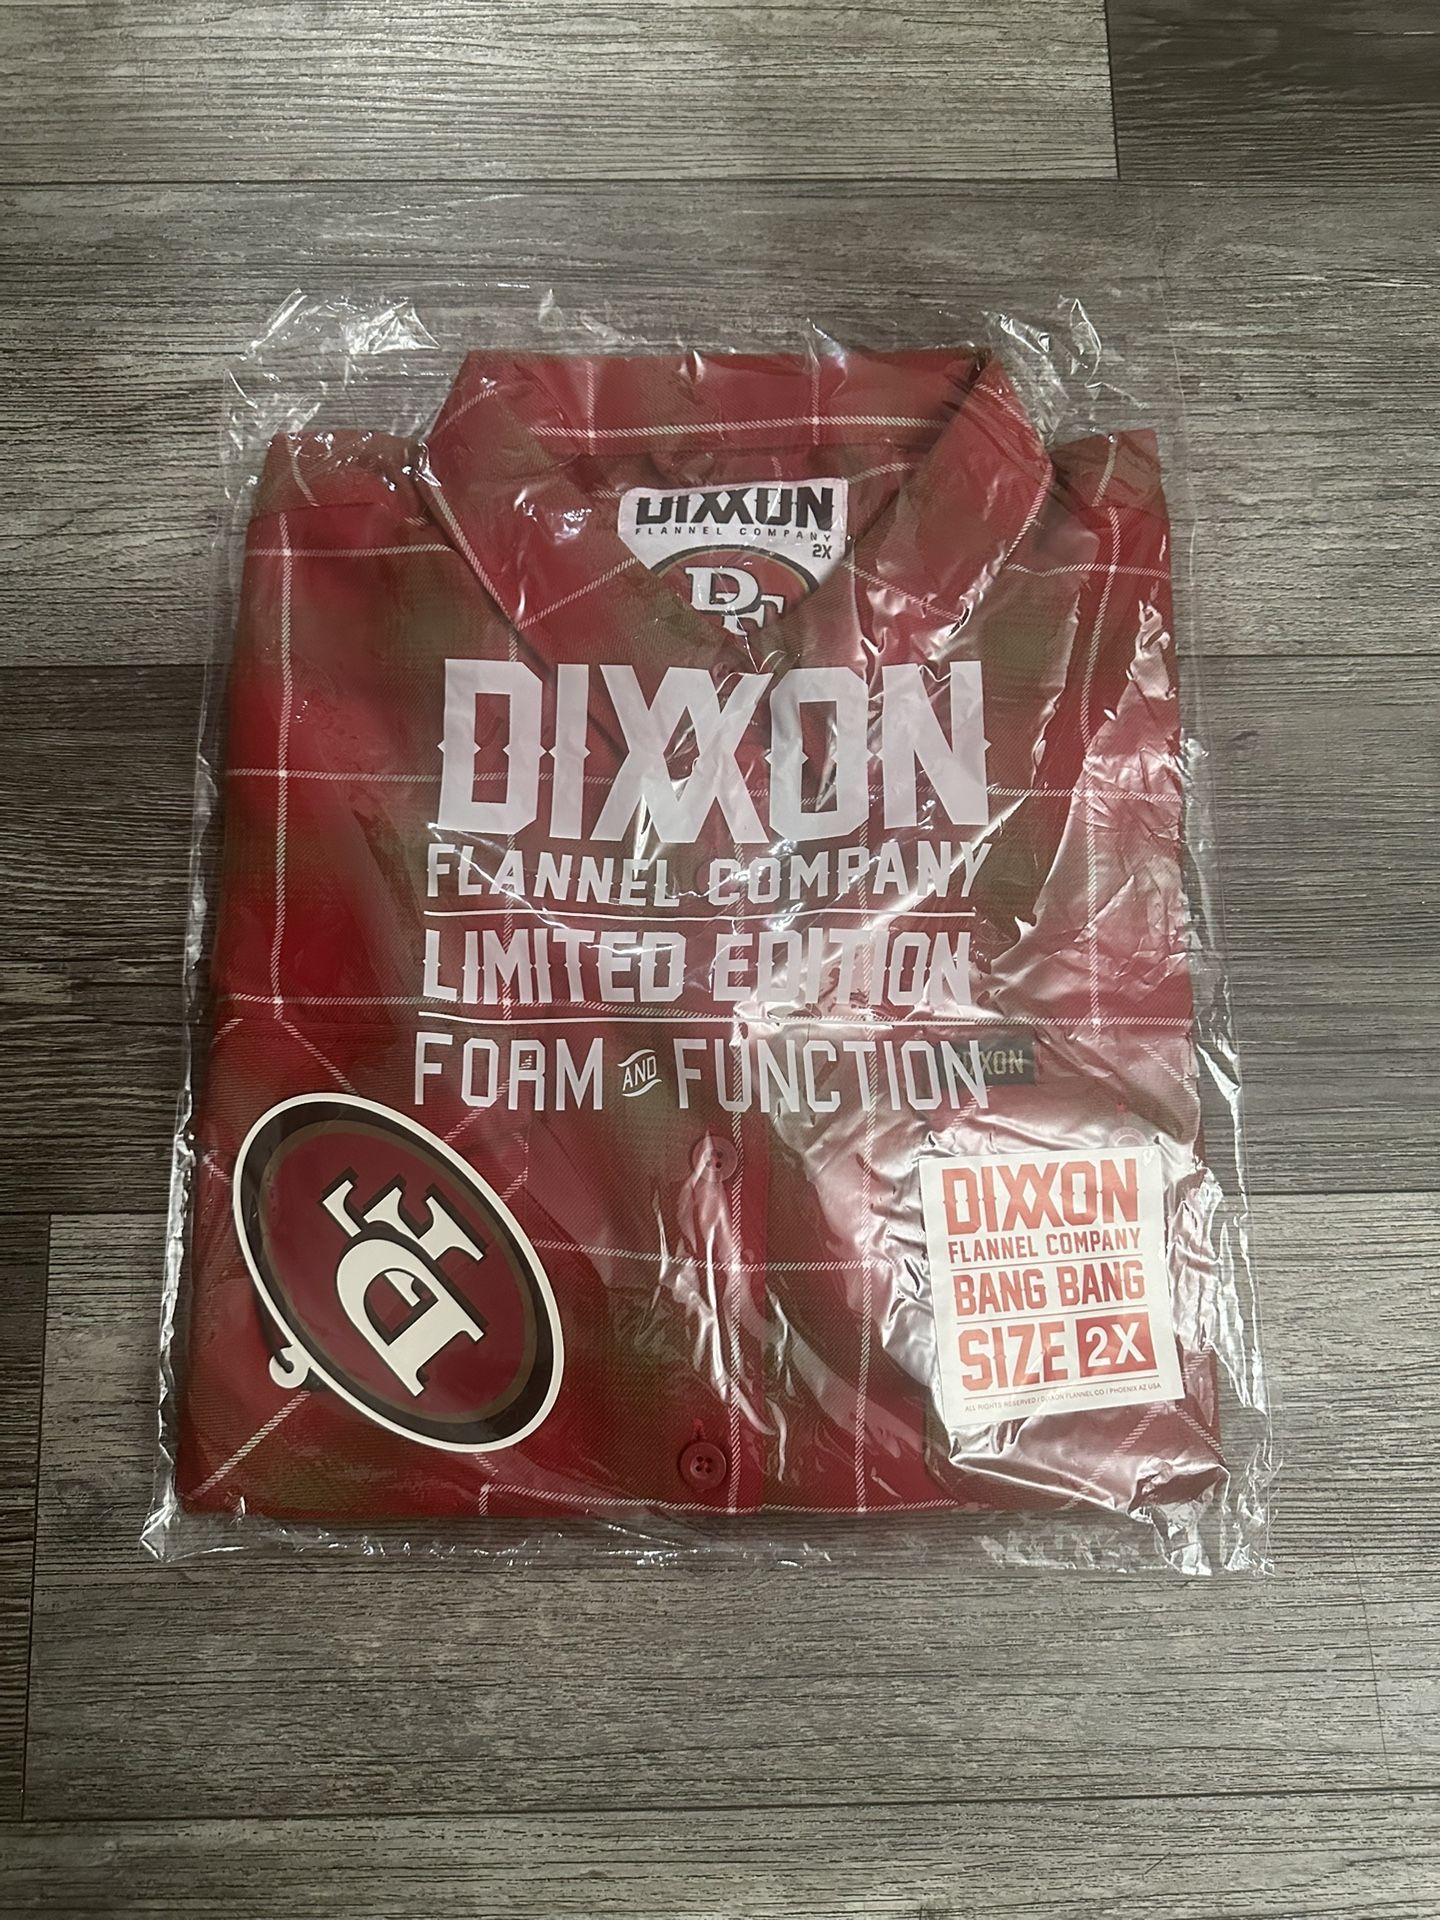 DIXXON
FLANNEL COMPANY
2X
DF
DIXXON
FLANNEL COMPANY
LIMITED EDITION
FORM AND FUNCTION
DIXXON
DF
DIXXON
FLANNEL COMPANY
BANG BANG
SIZE 2X
ALL RIGHTS RESERVED / DIXXON FLANNEL CO / PHOENIX AZ USA